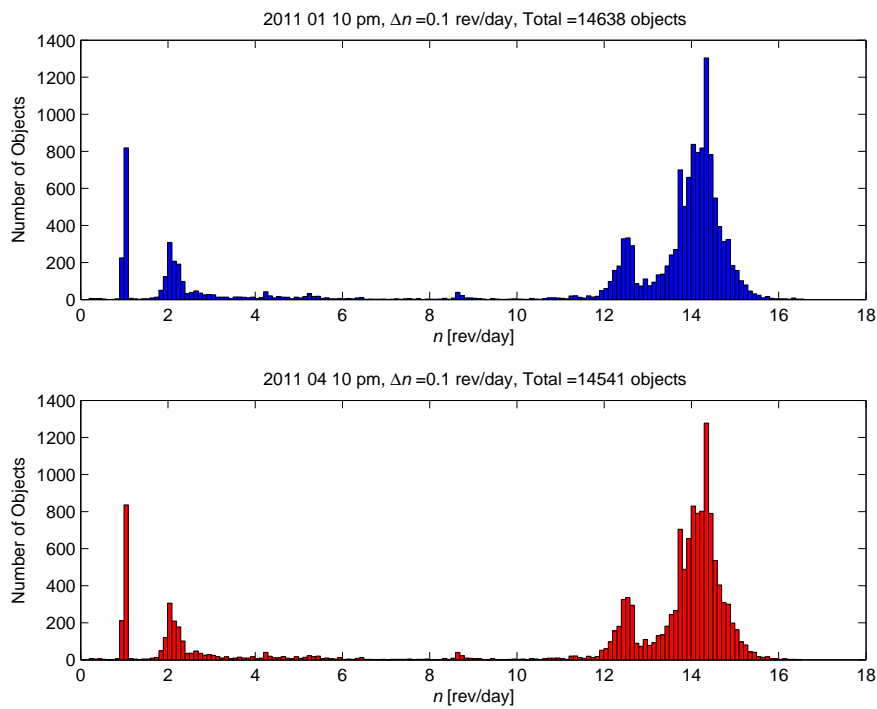 2011 01 10 pm, Δn =0.1 rev/day, Total =14638 objects
1400
1200
1000
800
600
400
200
0
Number of Objects
0 2 4 6 8 10 12 14 16 18
n [rev/day]
2011 04 10 pm, Δn =0.1 rev/day, Total =14541 objects
1400
1200
1000
800
600
400
200
0
Number of Objects
0 2 4 6 8 10 12 14 16 18
n [rev/day]